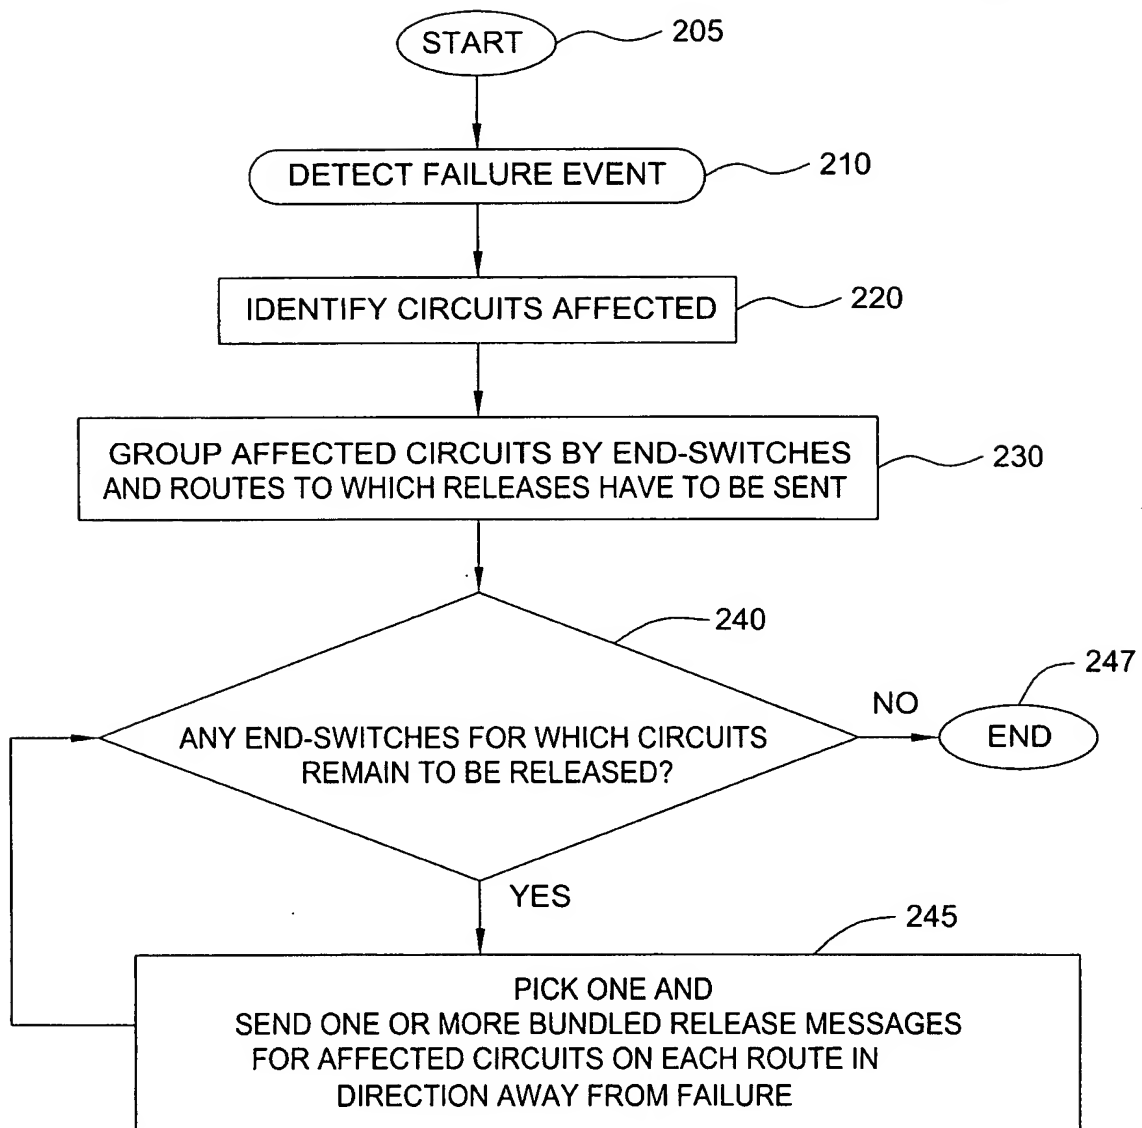 START
205
DETECT FAILURE EVENT
210
IDENTIFY CIRCUITS AFFECTED
220
GROUP AFFECTED CIRCUITS BY END-SWITCHES
AND ROUTES TO WHICH RELEASES HAVE TO BE SENT
230
240
ANY END-SWITCHES FOR WHICH CIRCUITS
REMAIN TO BE RELEASED?
NO
247
END
YES
245
PICK ONE AND
SEND ONE OR MORE BUNDLED RELEASE MESSAGES
FOR AFFECTED CIRCUITS ON EACH ROUTE IN
DIRECTION AWAY FROM FAILURE